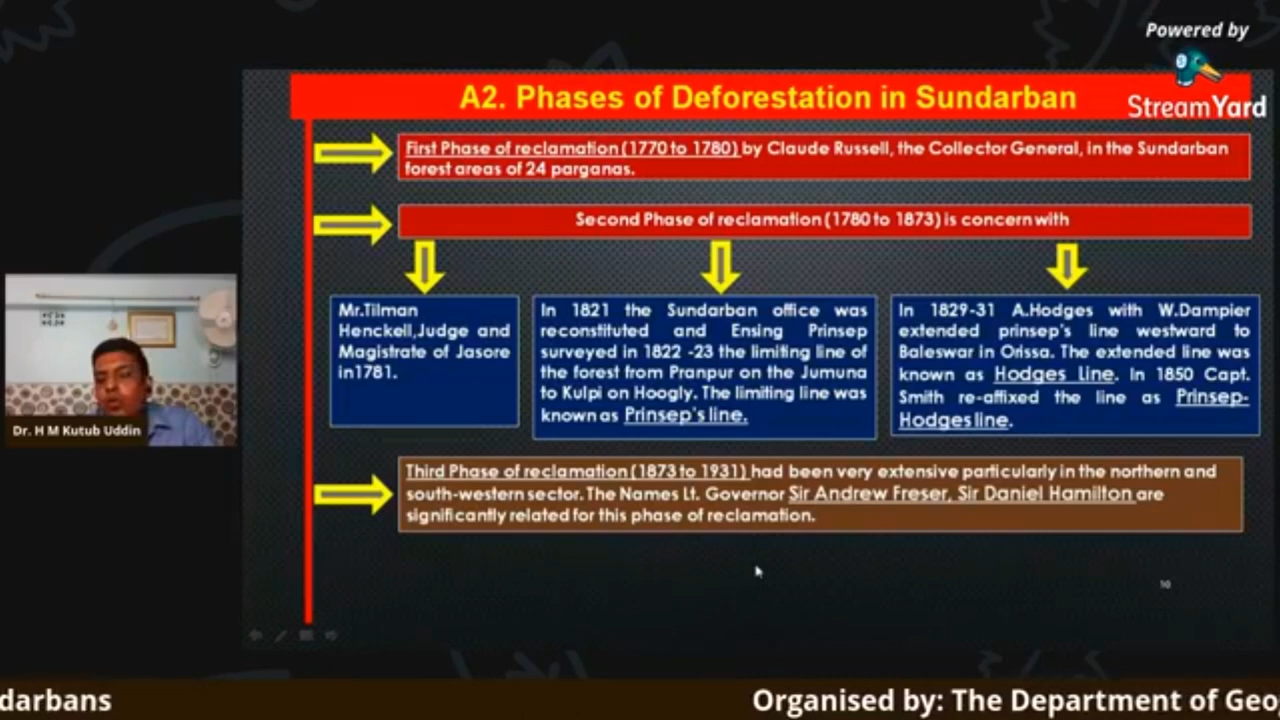 Powered by
StreamYard
A2. Phases of Deforestation in Sundarban
First Phase of reclamation (1770 to 1780) by Claude Russell, the Collector General, in the Sundarban
forest areas of 24 parganas.
Second Phase of reclamation (1780 to 1873) is concern with
Mr.Tilman
Henckell,Judge and
Magistrate of Jasore
in1781.
In 1821 the Sundarban office was
reconstituted and Ensing Prinsep
surveyed in 1822 -23 the limiting line of
the forest from Pranpur on the Jumuna
to Kulpi on Hoogly. The limiting line was
known as Prinsep's line.
In 1829-31 A.Hodges with W.Dampier
extended prinsep's line westward to
Baleswar in Orissa. The extended line was
known as Hodges Line. In 1850 Capt.
Smith re-affixed the line as Prinsep-
Hodges line.
Third Phase of reclamation (1873 to 1931) had been very extensive particularly in the northern and
south-western sector. The Names Lt. Governor Sir Andrew Freser, Sir Daniel Hamilton are
significantly related for this phase of reclamation.
10
Dr. H M Kutub Uddin
darbans
Organised by: The Department of Geo